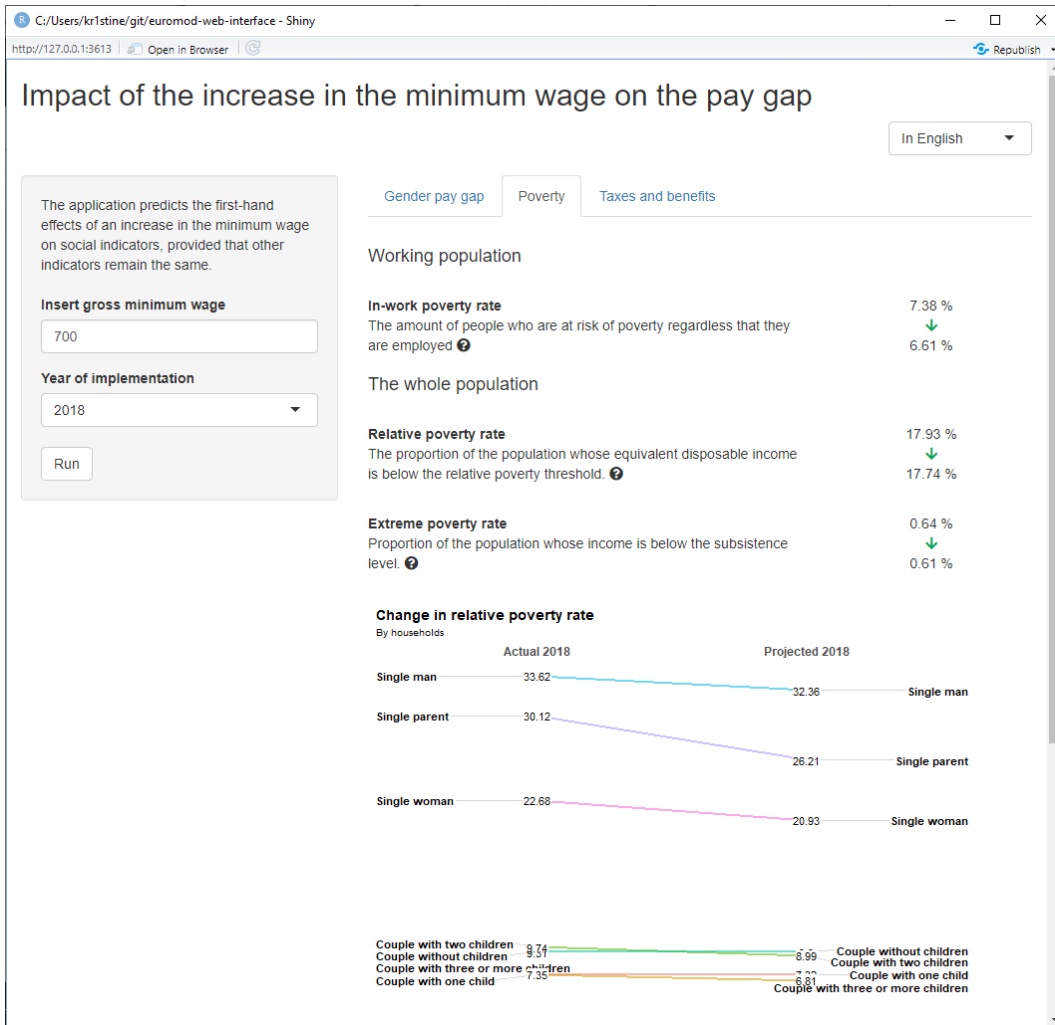 C:/Users/kr1stine/git/euromod-web-interface - Shiny
http://127.0.0.1:3613 Open in Browser Republish
Impact of the increase in the minimum wage on the pay gap
In English
The application predicts the first-hand
effects of an increase in the minimum wage
on social indicators, provided that other
indicators remain the same.
Insert gross minimum wage
700
Year of implementation
2018
Run
Gender pay gap Poverty Taxes and benefits
Working population
In-work poverty rate 7.38 %
The amount of people who are at risk of poverty regardless that they
are employed 6.61 %
The whole population
Relative poverty rate 17.93 %
The proportion of the population whose equivalent disposable income
is below the relative poverty threshold. 17.74 %
Extreme poverty rate 0.64 %
Proportion of the population whose income is below the subsistence
level. 0.61 %
Change in relative poverty rate
By households
Actual 2018 Projected 2018
Single man 33.62 32.36 Single man
Single parent 30.12 26.21 Single parent
Single woman 22.68 20.93 Single woman
Couple with two children 9.74 Couple without children
Couple without children 9.51 8.99 Couple with two children
Couple with three or more children Couple with one child
Couple with one child 7.35 6.81 Couple with three or more children